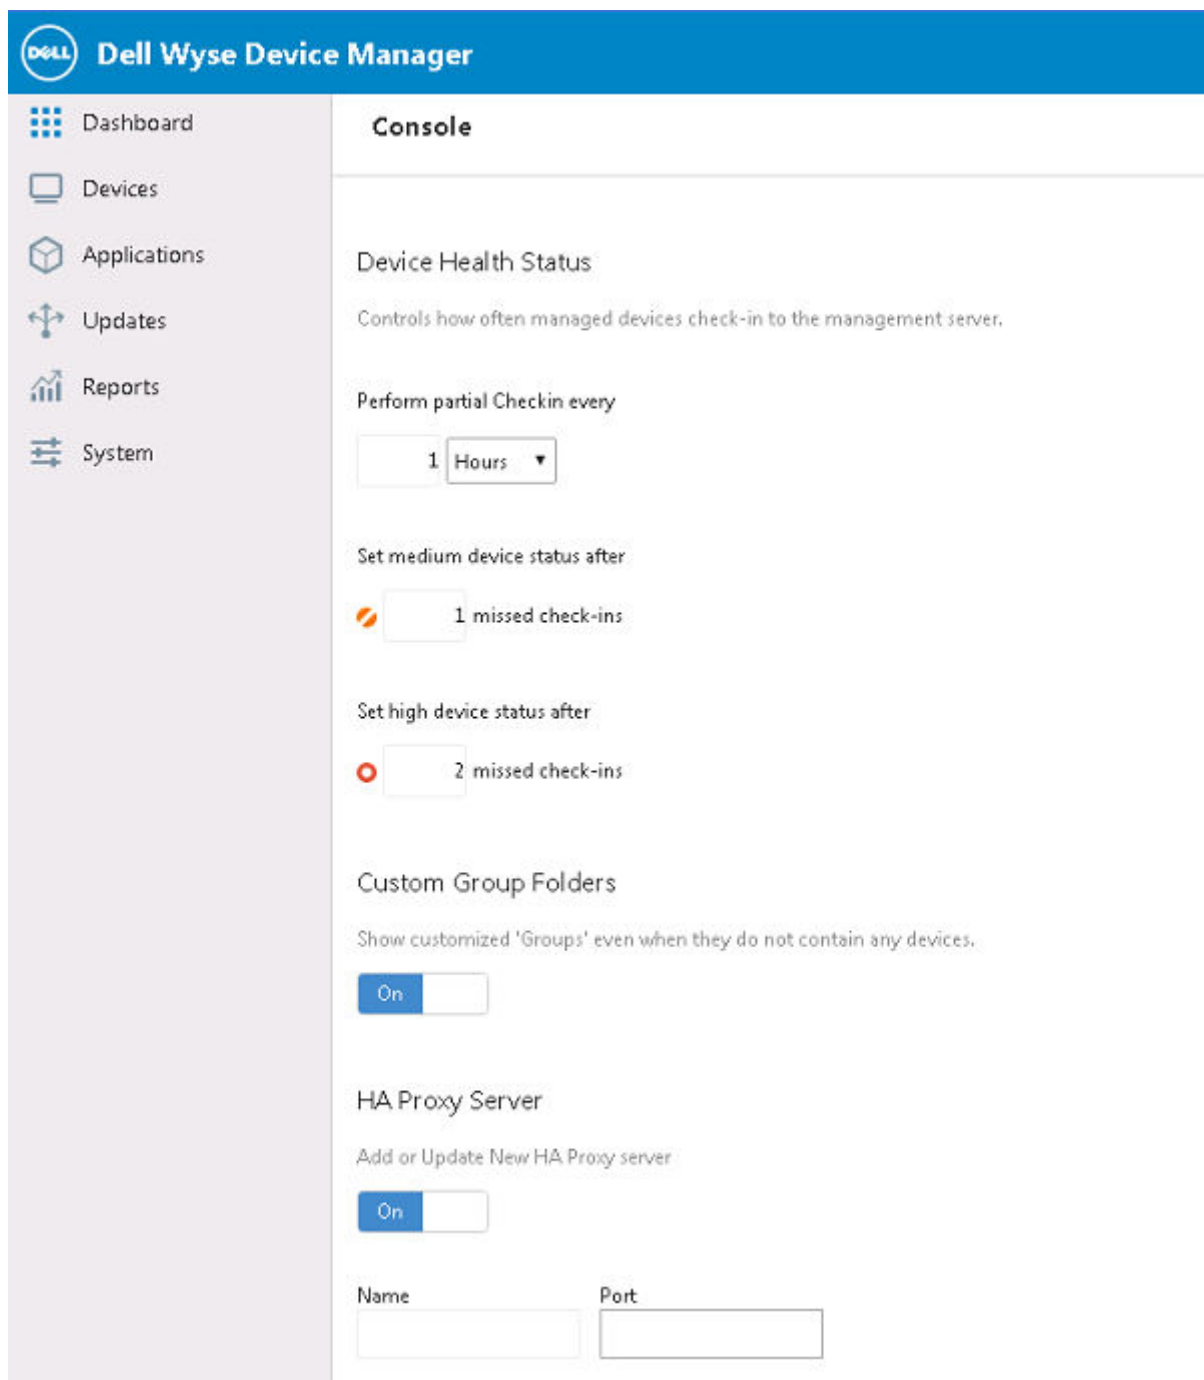 DELL
Dell Wyse Device Manager
Dashboard
Devices
Applications
Updates
Reports
System
Console
Device Health Status
Controls how often managed devices check-in to the management server.
Perform partial Checkin every
1 Hours
Set medium device status after
1 missed check-ins
Set high device status after
2 missed check-ins
Custom Group Folders
Show customized 'Groups' even when they do not contain any devices.
On
HA Proxy Server
Add or Update New HA Proxy server
On
Name Port